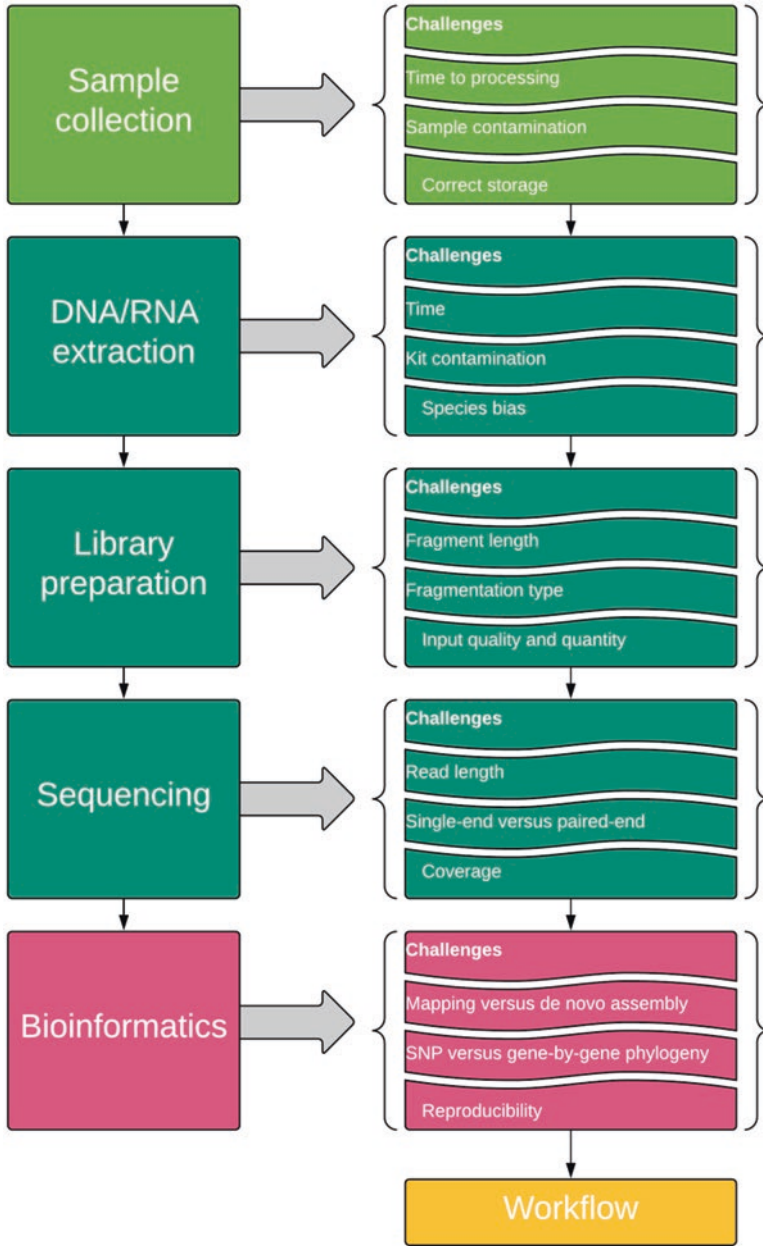 Sample
collection
Challenges
Time to processing
Sample contamination
Correct storage
DNA/RNA
extraction
Challenges
Time
Kit contamination
Species bias
Library
preparation
Challenges
Fragment length
Fragmentation type
Input quality and quantity
Sequencing
Challenges
Read length
Single-end versus paired-end
Coverage
Bioinformatics
Challenges
Mapping versus de novo assembly
SNP versus gene-by-gene phylogeny
Reproducibility
Workflow